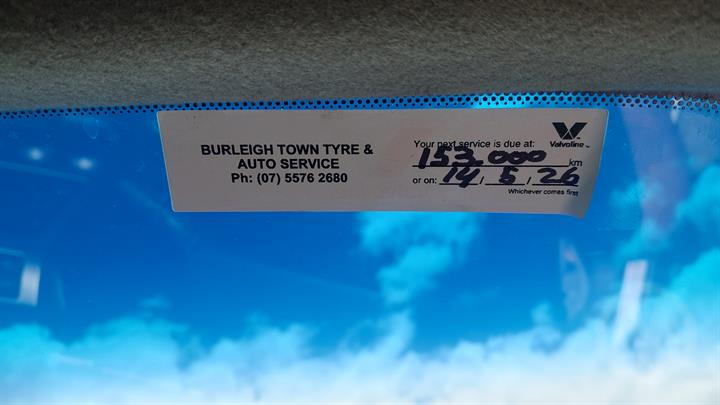 BURLEIGH TOWN TYRE &
AUTO SERVICE
Ph: (07) 5576 2680
Valvoline™
Your next service is due at:
153,000 km
or on: 14 / 5 / 26
Whichever comes first